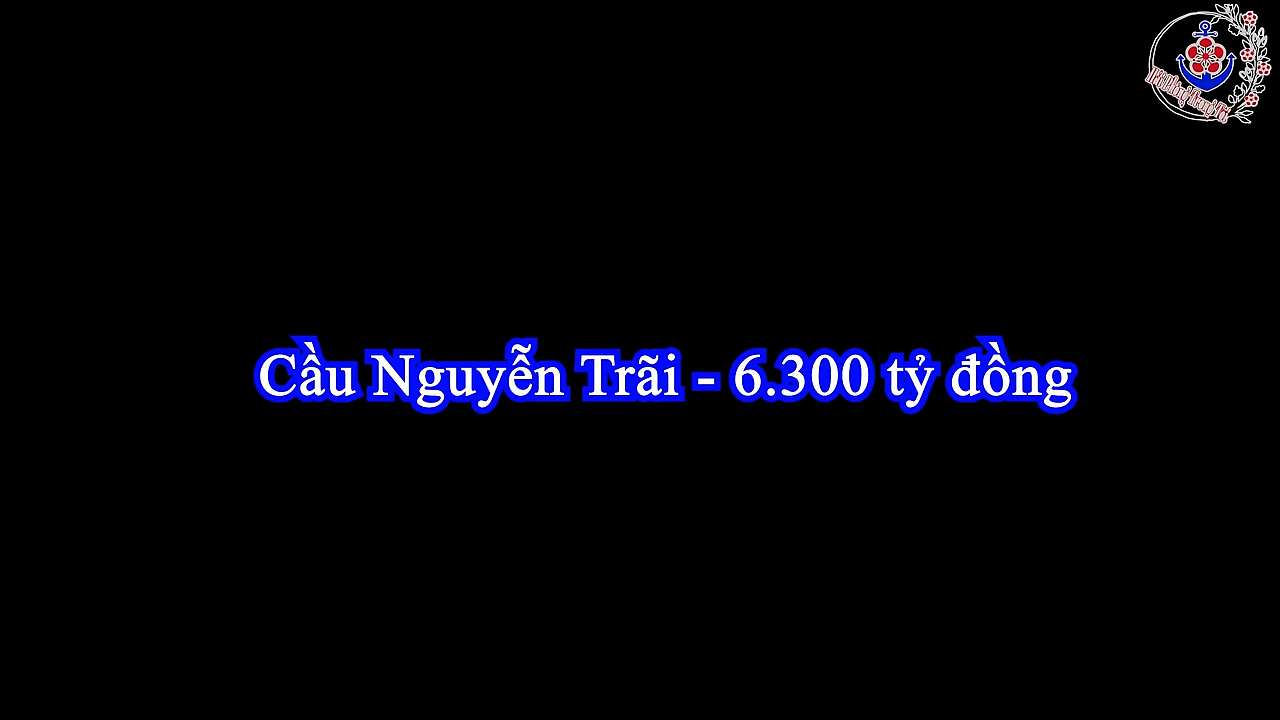 Cầu Nguyễn Trãi - 6.300 tỷ đồng